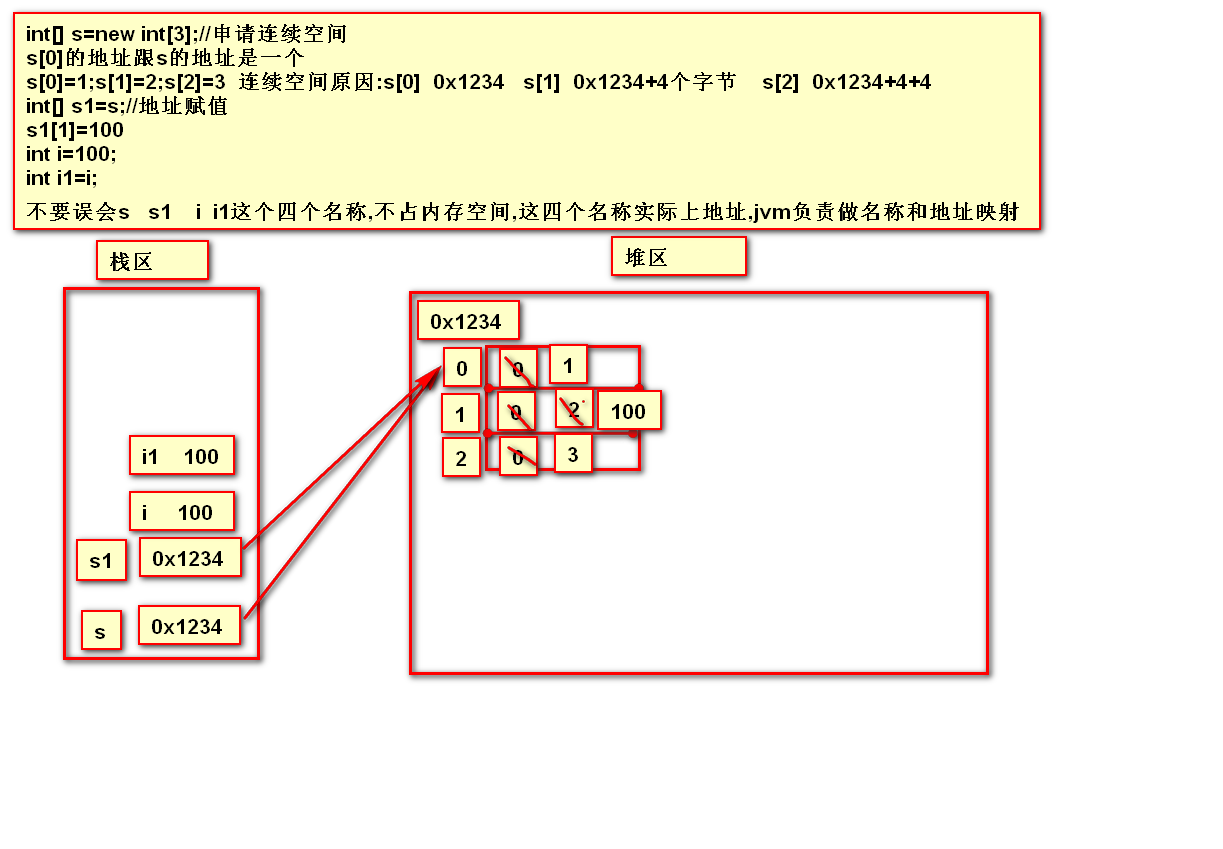 int[] s=new int[3];//申请连续空间
s[0]的地址跟s的地址是一个
s[0]=1;s[1]=2;s[2]=3 连续空间原因:s[0] 0x1234 s[1] 0x1234+4个字节 s[2] 0x1234+4+4
int[] s1=s;//地址赋值
s1[1]=100
int i=100;
int i1=i;
不要误会s s1 i i1这个四个名称,不占内存空间,这四个名称实际上地址,jvm负责做名称和地址映射
栈区
堆区
0x1234
0 0 1
1 0 2 100
2 0 3
i1 100
i 100
s1 0x1234
s 0x1234